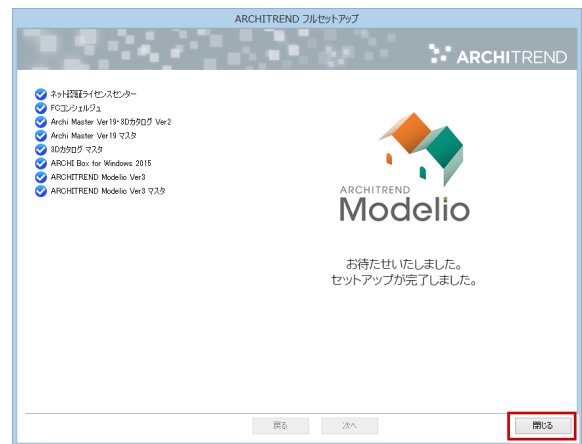 ARCHITREND フルセットアップ
ARCHITREND
ネット認証ライセンスセンター
FCコンシェルジュ
Archi Master Ver19・3Dカタログ Ver2
Archi Master Ver19 マスタ
3Dカタログ マスタ
ARCHI Box for Windows 2015
ARCHITREND Modelio Ver3
ARCHITREND Modelio Ver3 マスタ
ARCHITREND
Modelio
お待たせいたしました。
セットアップが完了しました。
戻る
次へ
閉じる